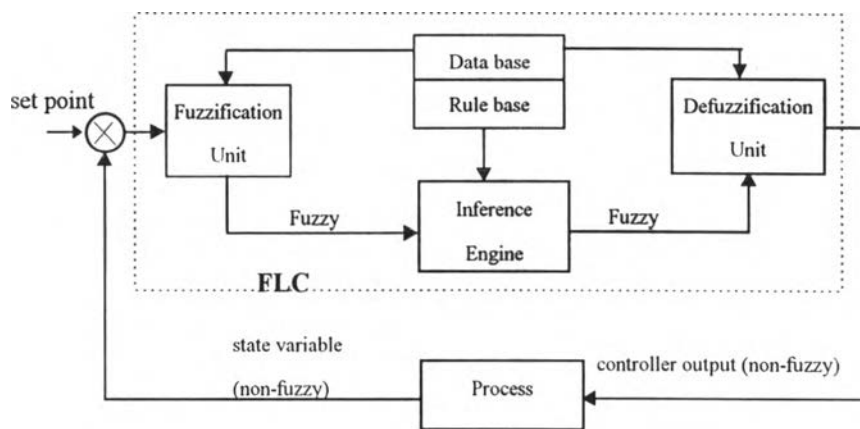 Data base
set point
Fuzzification
Unit
Rule base
Defuzzification
Unit
Fuzzy
Inference
Engine
Fuzzy
FLC
state variable
(non-fuzzy)
Process
controller output (non-fuzzy)